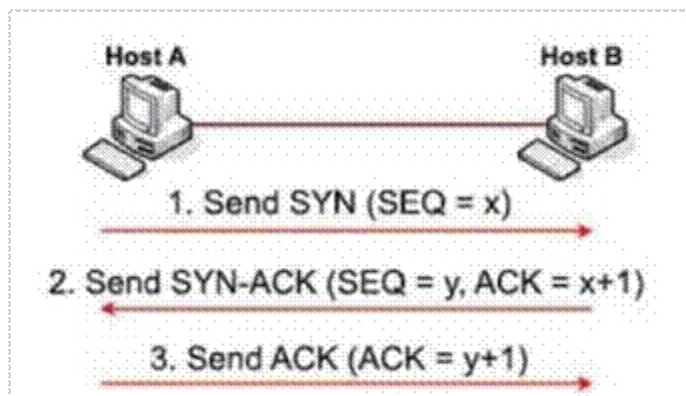 Host A
Host B
1. Send SYN (SEQ = x)
2. Send SYN-ACK (SEQ = y, ACK = x+1)
3. Send ACK (ACK = y+1)